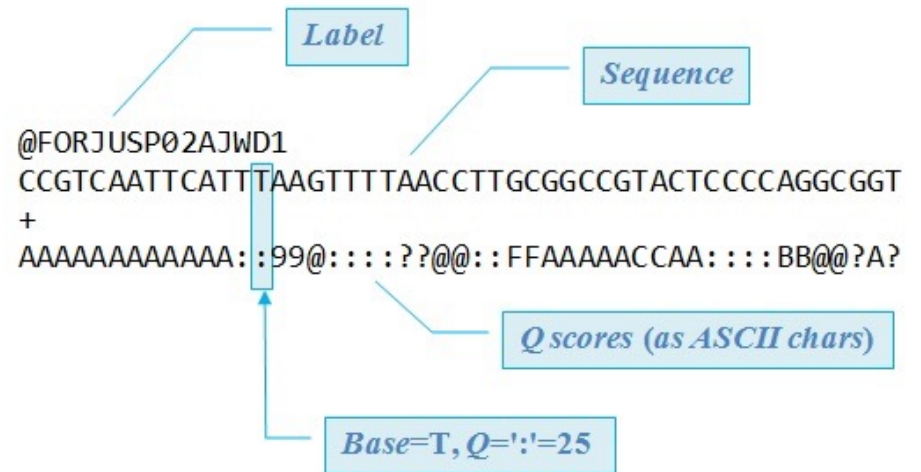 Label
Sequence
@FORJUSP02AJWD1
CCGTCAATTCATTTAAGTTTTAACCTTGCGGCCGTACTCCCCAGGCGGT
+
AAAAAAAAAAAA::99@::::??@@::FFAAAAACCAA::::BB@@?A?
Q scores (as ASCII chars)
Base=T, Q=':'=25